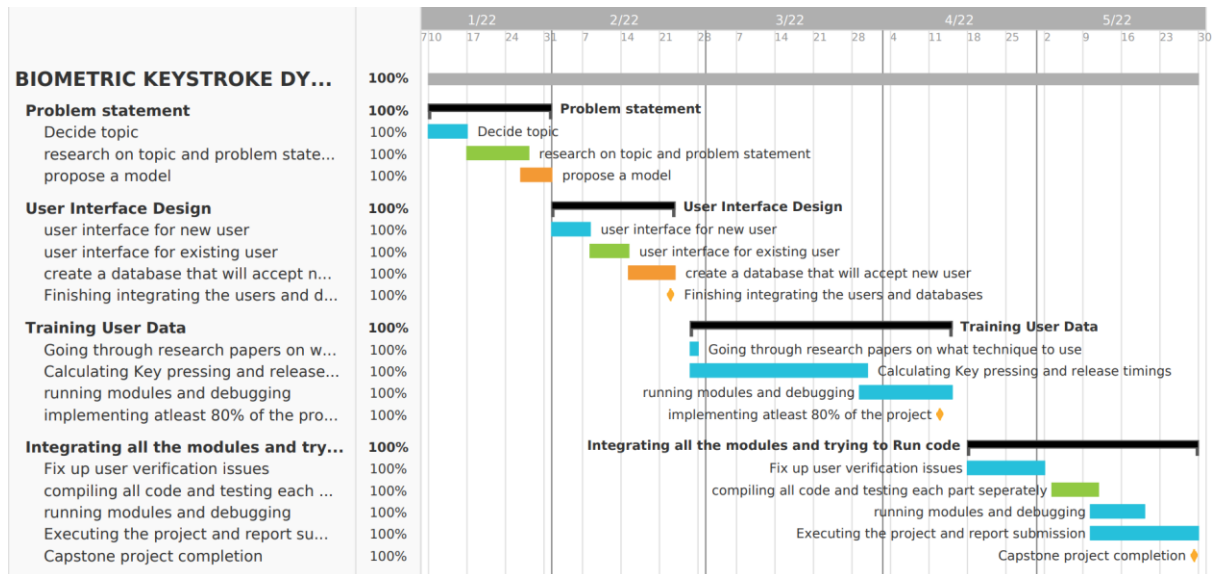 1/22 2/22 3/22 4/22 5/22
7 10 17 24 31 7 14 21 28 7 14 21 28 4 11 18 25 2 9 16 23 30
BIOMETRIC KEYSTROKE DY... 100%
Problem statement 100% Problem statement
Decide topic 100% Decide topic
research on topic and problem state... 100% research on topic and problem statement
propose a model 100% propose a model
User Interface Design 100% User Interface Design
user interface for new user 100% user interface for new user
user interface for existing user 100% user interface for existing user
create a database that will accept n... 100% create a database that will accept new user
Finishing integrating the users and d... 100% Finishing integrating the users and databases
Training User Data 100% Training User Data
Going through research papers on w... 100% Going through research papers on what technique to use
Calculating Key pressing and release... 100% Calculating Key pressing and release timings
running modules and debugging 100% running modules and debugging
implementing atleast 80% of the pro... 100% implementing atleast 80% of the project
Integrating all the modules and try... 100% Integrating all the modules and trying to Run code
Fix up user verification issues 100% Fix up user verification issues
compiling all code and testing each ... 100% compiling all code and testing each part seperately
running modules and debugging 100% running modules and debugging
Executing the project and report su... 100% Executing the project and report submission
Capstone project completion 100% Capstone project completion